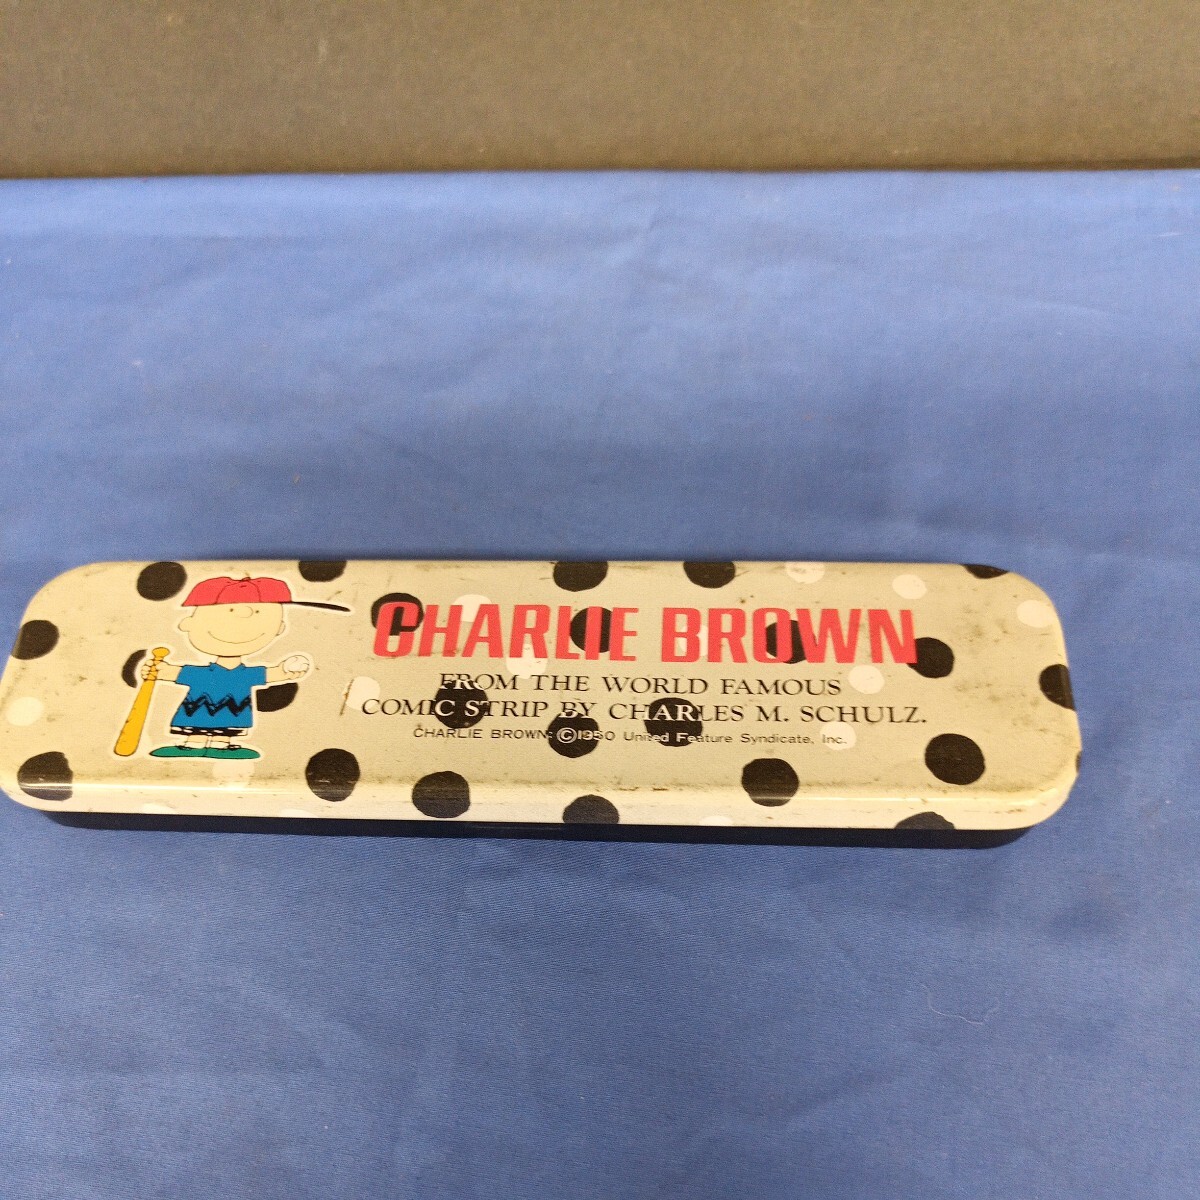 CHARLIE BROWN
FROM THE WORLD FAMOUS
COMIC STRIP BY CHARLES M. SCHULZ.
CHARLIE BROWN: ©1950 United Feature Syndicate, Inc.